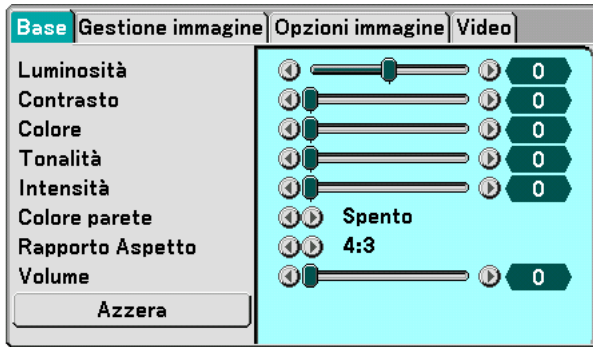 Base Gestione immagine Opzioni immagine Video
Luminosità 0
Contrasto 0
Colore 0
Tonalità 0
Intensità 0
Colore parete Spento
Rapporto Aspetto 4:3
Volume 0
Azzera